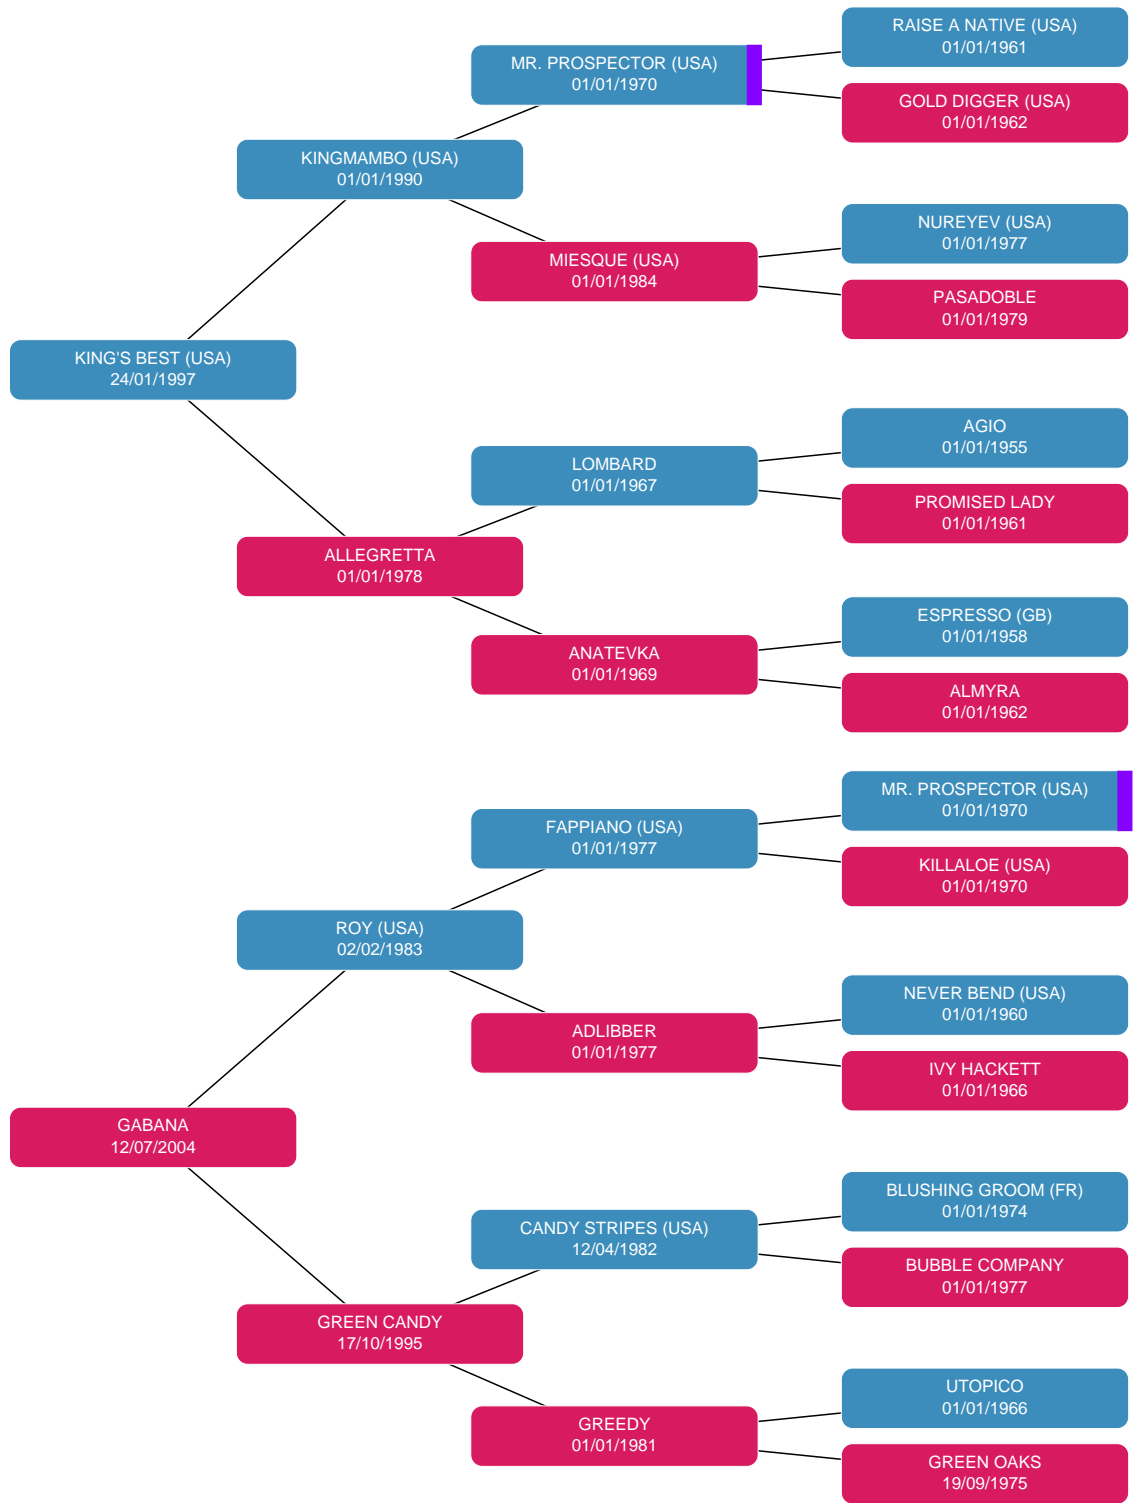 RAISE A NATIVE (USA)
01/01/1961
MR. PROSPECTOR (USA)
01/01/1970
GOLD DIGGER (USA)
01/01/1962
KINGMAMBO (USA)
01/01/1990
NUREYEV (USA)
01/01/1977
MIESQUE (USA)
01/01/1984
PASADOBLE
01/01/1979
KING'S BEST (USA)
24/01/1997
AGIO
01/01/1955
LOMBARD
01/01/1967
PROMISED LADY
01/01/1961
ALLEGRETTA
01/01/1978
ESPRESSO (GB)
01/01/1958
ANATEVKA
01/01/1969
ALMYRA
01/01/1962
MR. PROSPECTOR (USA)
01/01/1970
FAPPIANO (USA)
01/01/1977
KILLALOE (USA)
01/01/1970
ROY (USA)
02/02/1983
NEVER BEND (USA)
01/01/1960
ADLIBBER
01/01/1977
IVY HACKETT
01/01/1966
GABANA
12/07/2004
BLUSHING GROOM (FR)
01/01/1974
CANDY STRIPES (USA)
12/04/1982
BUBBLE COMPANY
01/01/1977
GREEN CANDY
17/10/1995
UTOPICO
01/01/1966
GREEDY
01/01/1981
GREEN OAKS
19/09/1975